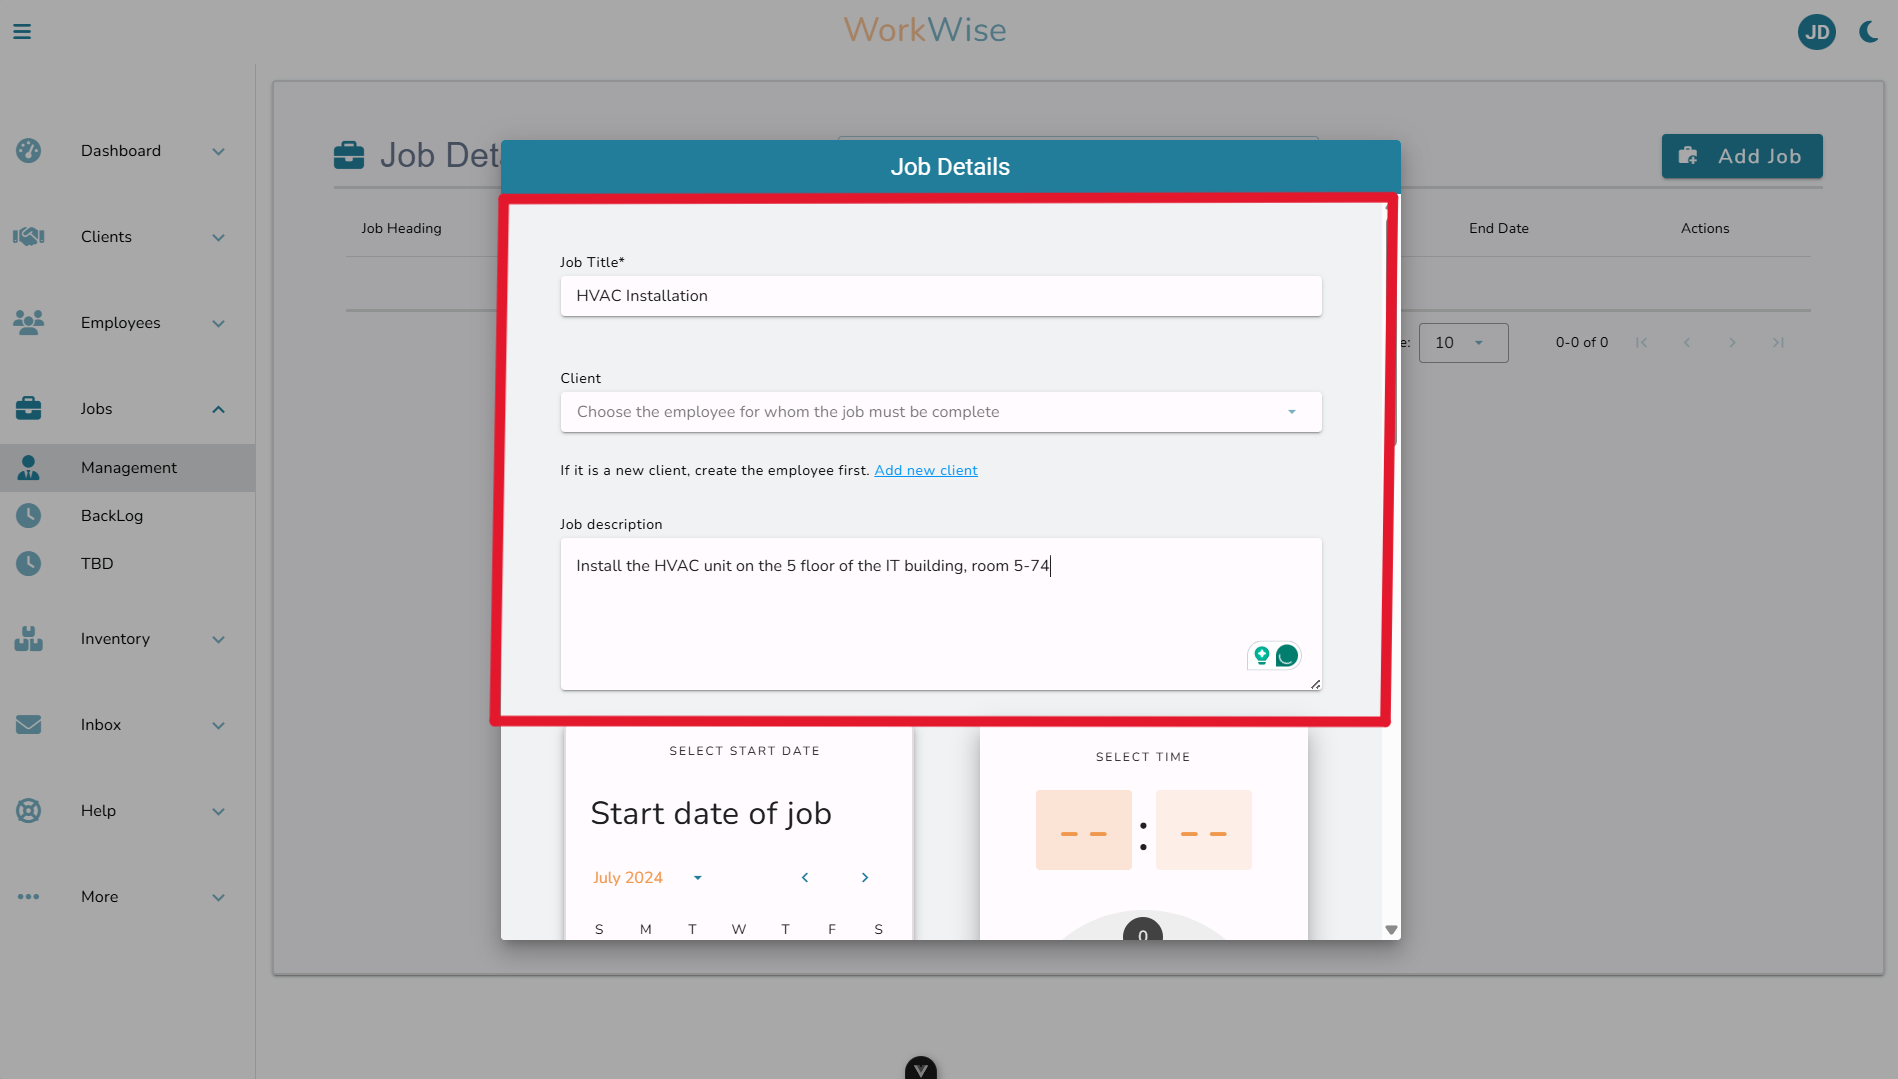 WorkWise
JD
Dashboard
Clients
Employees
Jobs
Management
BackLog
TBD
Inventory
Inbox
Help
More
Job Det
Add Job
Job Heading
End Date
Actions
e:
10
0-0 of 0
Job Details
Job Title*
HVAC Installation
Client
Choose the employee for whom the job must be complete
If it is a new client, create the employee first. Add new client
Job description
Install the HVAC unit on the 5 floor of the IT building, room 5-74
SELECT START DATE
Start date of job
July 2024
S M T W T F S
SELECT TIME
-- : --
0